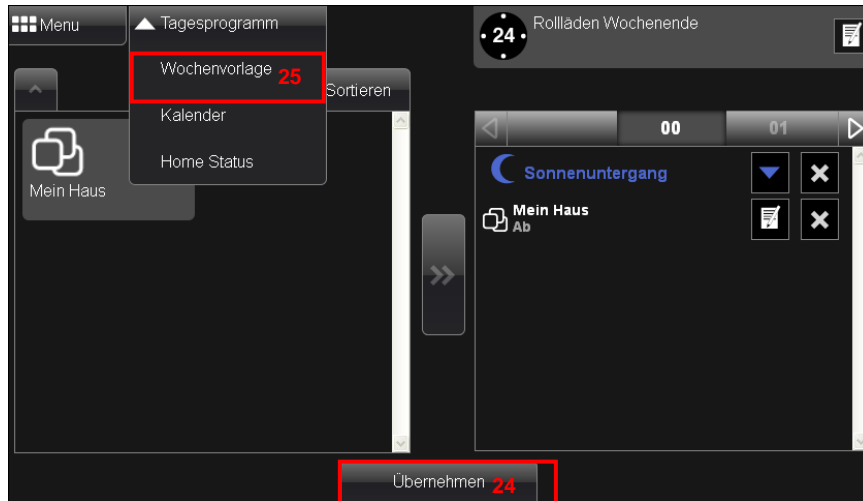 Menu
Tagesprogramm
Wochenvorlage 25
Kalender
Home Status
Sortieren
Mein Haus
24
Rollläden Wochenende
00
01
Sonnenuntergang
Mein Haus
Ab
Übernehmen 24